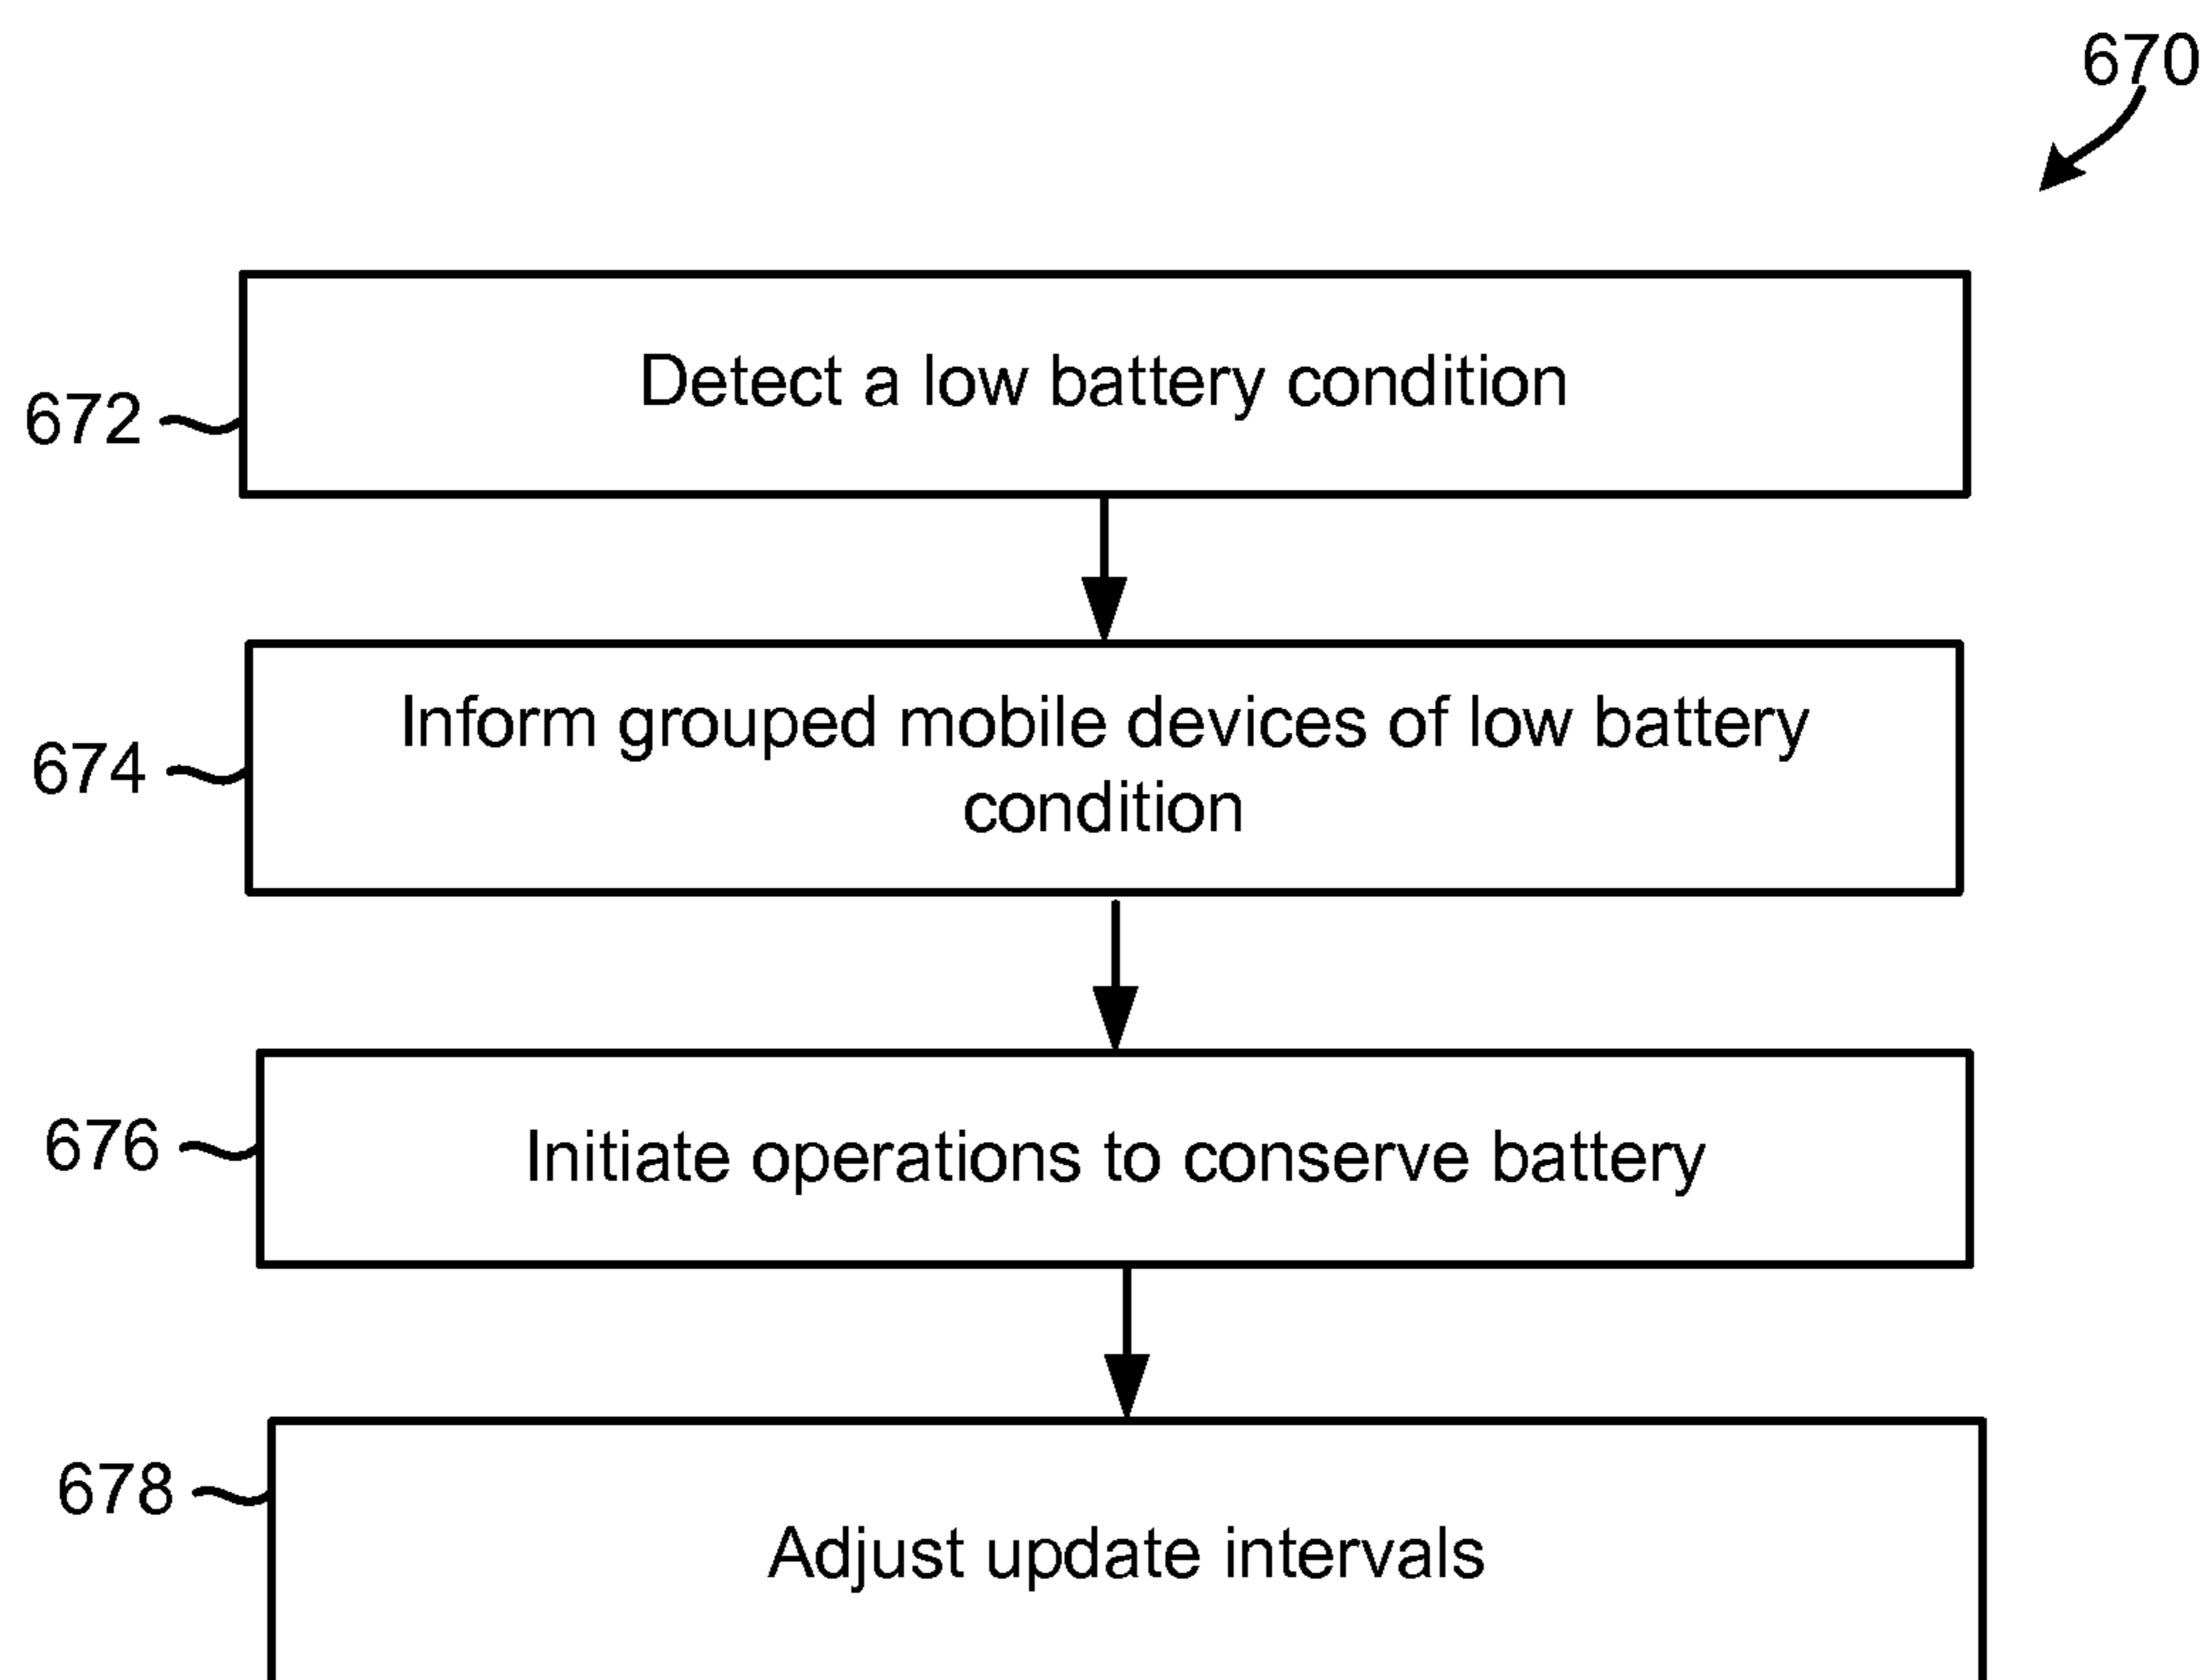 670
Detect a low battery condition
672
Inform grouped mobile devices of low battery
condition
674
Initiate operations to conserve battery
676
678
Adjust update intervals